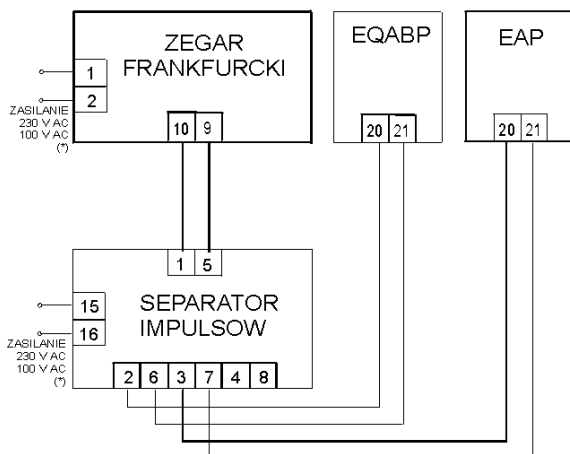 ZEGAR
FRANKFURCKI
1
2
ZASILANIE
230 V AC
100 V AC
(*)
10 9
EQABP
20 21
EAP
20 21
1 5
SEPARATOR
IMPULSOW
15
16
ZASILANIE
230 V AC
100 V AC
(*)
2 6 3 7 4 8